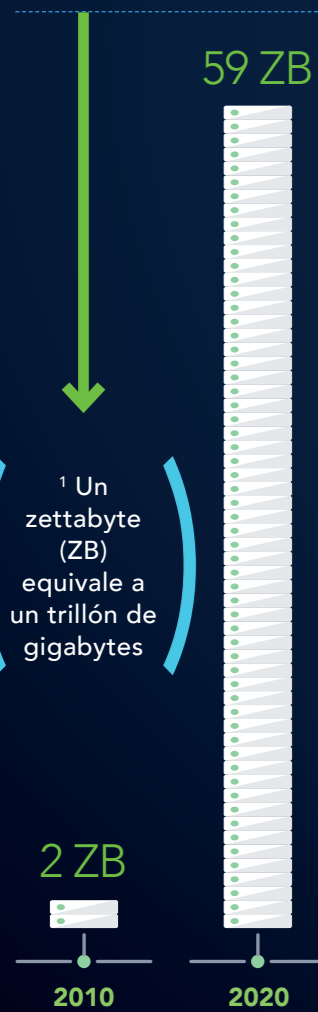 59 ZB
¹ Un
zettabyte
(ZB)
equivale a
un trillón de
gigabytes
2 ZB
2010
2020